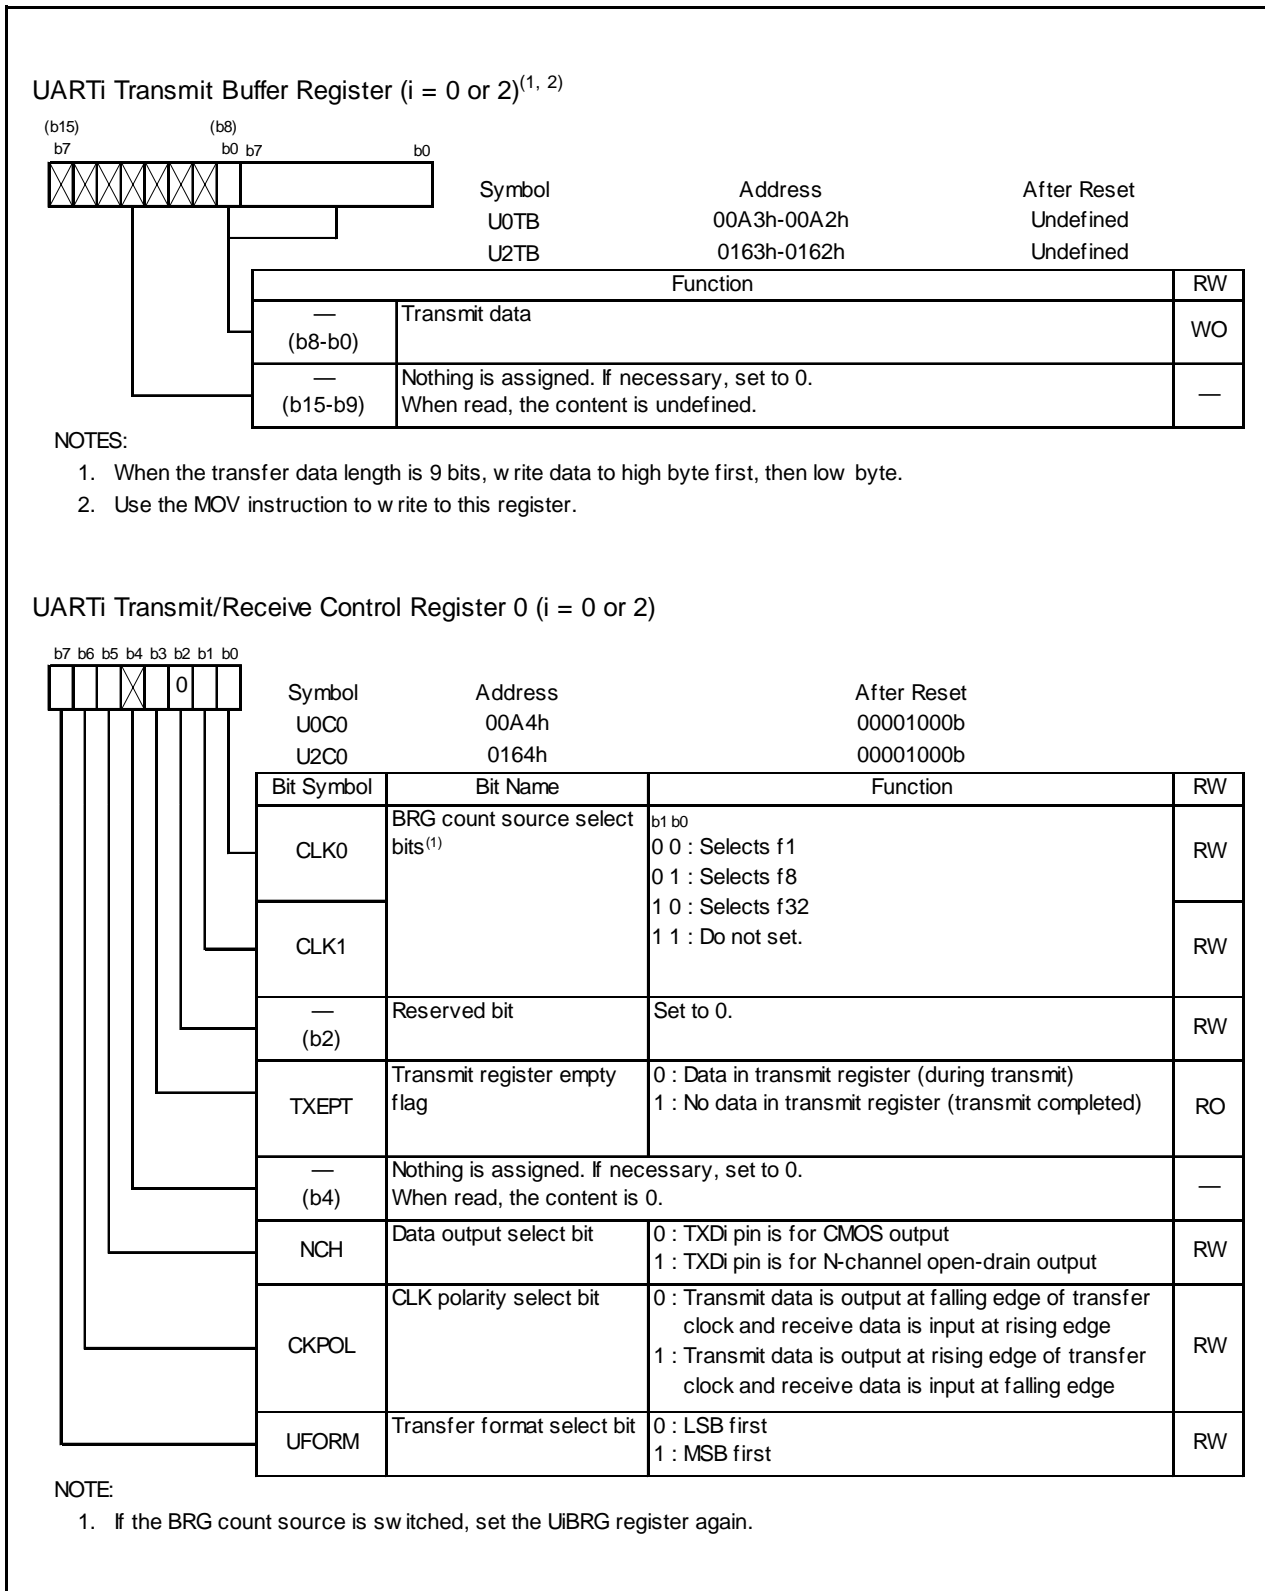 UARTi Transmit Buffer Register (i = 0 or 2)(1, 2)
(b15) (b8)
b7 b0 b7 b0
Symbol Address After Reset
U0TB 00A3h-00A2h Undefined
U2TB 0163h-0162h Undefined
Function RW
— (b8-b0) Transmit data WO
— (b15-b9) Nothing is assigned. If necessary, set to 0.
When read, the content is undefined. —
NOTES:
1. When the transfer data length is 9 bits, write data to high byte first, then low byte.
2. Use the MOV instruction to write to this register.
UARTi Transmit/Receive Control Register 0 (i = 0 or 2)
b7 b6 b5 b4 b3 b2 b1 b0
0
Symbol Address After Reset
U0C0 00A4h 00001000b
U2C0 0164h 00001000b
Bit Symbol Bit Name Function RW
CLK0 BRG count source select bits(1) b1 b0 RW
0 0 : Selects f1
0 1 : Selects f8
1 0 : Selects f32
CLK1 1 1 : Do not set. RW
— (b2) Reserved bit Set to 0. RW
TXEPT Transmit register empty flag 0 : Data in transmit register (during transmit)
1 : No data in transmit register (transmit completed) RO
— (b4) Nothing is assigned. If necessary, set to 0.
When read, the content is 0. —
NCH Data output select bit 0 : TXDi pin is for CMOS output
1 : TXDi pin is for N-channel open-drain output RW
CKPOL CLK polarity select bit 0 : Transmit data is output at falling edge of transfer
clock and receive data is input at rising edge
1 : Transmit data is output at rising edge of transfer
clock and receive data is input at falling edge RW
UFORM Transfer format select bit 0 : LSB first
1 : MSB first RW
NOTE:
1. If the BRG count source is switched, set the UiBRG register again.